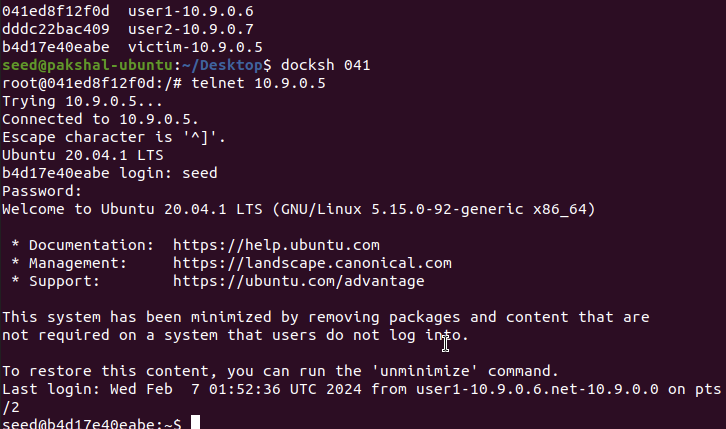 041ed8f12f0d  user1-10.9.0.6
dddc22bac409  user2-10.9.0.7
b4d17e40eabe  victim-10.9.0.5
seed@pakshal-ubuntu:~/Desktop$ docksh 041
root@041ed8f12f0d:/# telnet 10.9.0.5
Trying 10.9.0.5...
Connected to 10.9.0.5.
Escape character is '^]'.
Ubuntu 20.04.1 LTS
b4d17e40eabe login: seed
Password:
Welcome to Ubuntu 20.04.1 LTS (GNU/Linux 5.15.0-92-generic x86_64)

 * Documentation:  https://help.ubuntu.com
 * Management:     https://landscape.canonical.com
 * Support:        https://ubuntu.com/advantage

This system has been minimized by removing packages and content that are
not required on a system that users do not log into.

To restore this content, you can run the 'unminimize' command.
Last login: Wed Feb  7 01:52:36 UTC 2024 from user1-10.9.0.6.net-10.9.0.0 on pts
/2
seed@b4d17e40eabe:~$